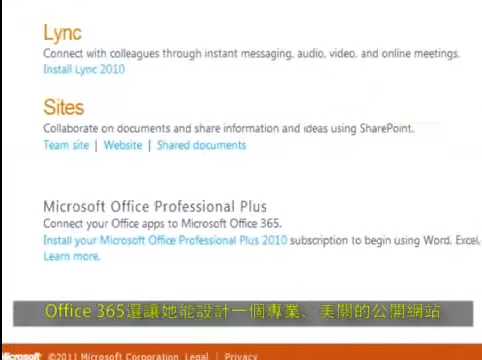 Lync
Connect with colleagues through instant messaging, audio, video, and online meetings.
Install Lync 2010
Sites
Collaborate on documents and share information and ideas using SharePoint.
Team site | Website | Shared documents
Microsoft Office Professional Plus
Connect your Office apps to Microsoft Office 365.
Install your Microsoft Office Professional Plus 2010 subscription to begin using Word, Excel,
Learn more.
Office 365還讓她能設計一個專業、美關的公開網站
Microsoft ©2011 Microsoft Corporation Legal | Privacy